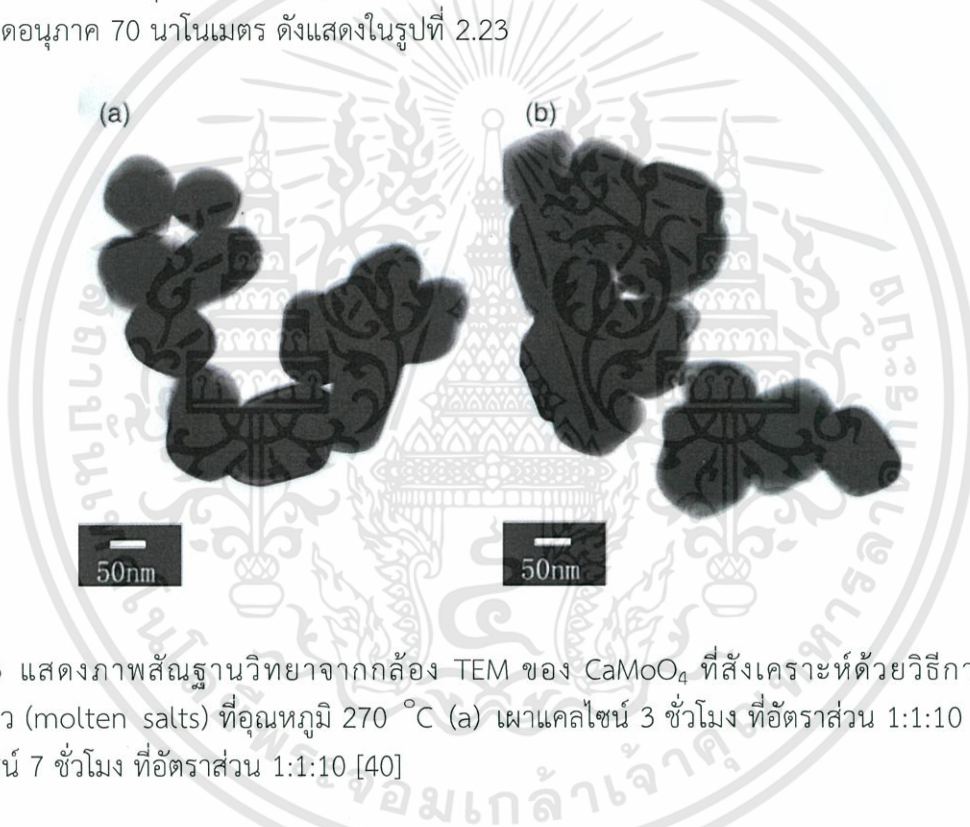 ดอนุภาค 70 นาโนเมตร ดังแสดงในรูปที่ 2.23
(a) (b)
50nm 50nm
แสดงภาพสัณฐานวิทยาจากกล้อง TEM ของ CaMoO₄ ที่สังเคราะห์ด้วยวิธีกา
ว (molten salts) ที่อุณหภูมิ 270 °C (a) เผาแคลไซน์ 3 ชั่วโมง ที่อัตราส่วน 1:1:10
น์ 7 ชั่วโมง ที่อัตราส่วน 1:1:10 [40]